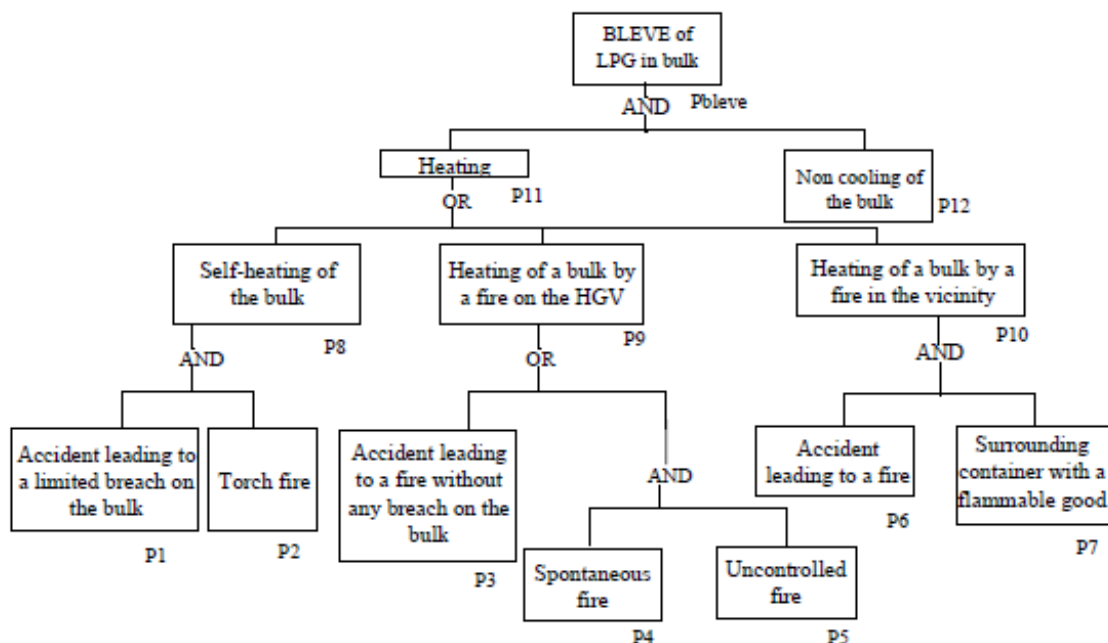 BLEVE of
LPG in bulk
AND
Pbleve
Heating
P11
OR
Non cooling of
the bulk
P12
Self-heating of
the bulk
P8
AND
Heating of a bulk by
a fire on the HGV
P9
OR
Heating of a bulk by a
fire in the vicinity
P10
AND
Accident leading to
a limited breach on
the bulk
P1
Torch fire
P2
Accident leading
to a fire without
any breach on the
bulk
P3
AND
Spontaneous
fire
P4
Uncontrolled
fire
P5
Accident
leading to a fire
P6
Surrounding
container with a
flammable good
P7